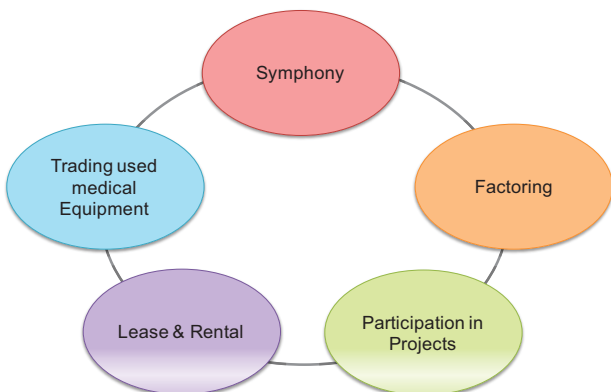 Symphony
Trading used
medical
Equipment
Factoring
Lease & Rental
Participation in
Projects